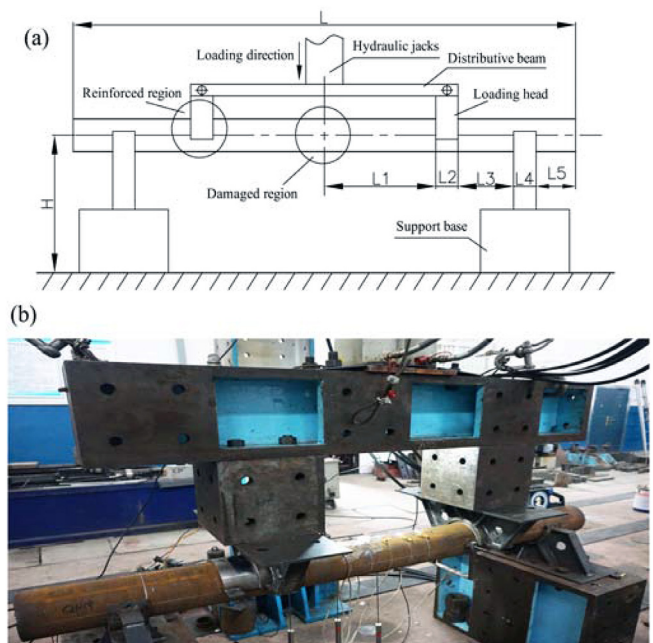 (a)
L
Hydraulic jacks
Loading direction
Distributive beam
Reinforced region
Loading head
L1
L2
L3
L4
L5
Damaged region
H
Support base
(b)